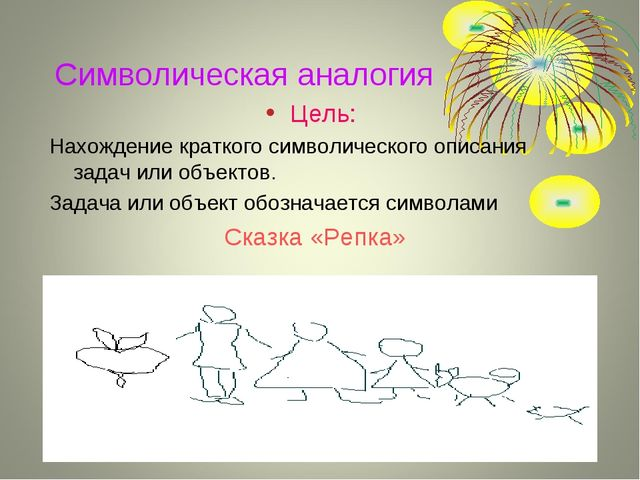 Символическая аналогия
• Цель:
Нахождение краткого символического описания
задач или объектов.
Задача или объект обозначается символами
Сказка «Репка»